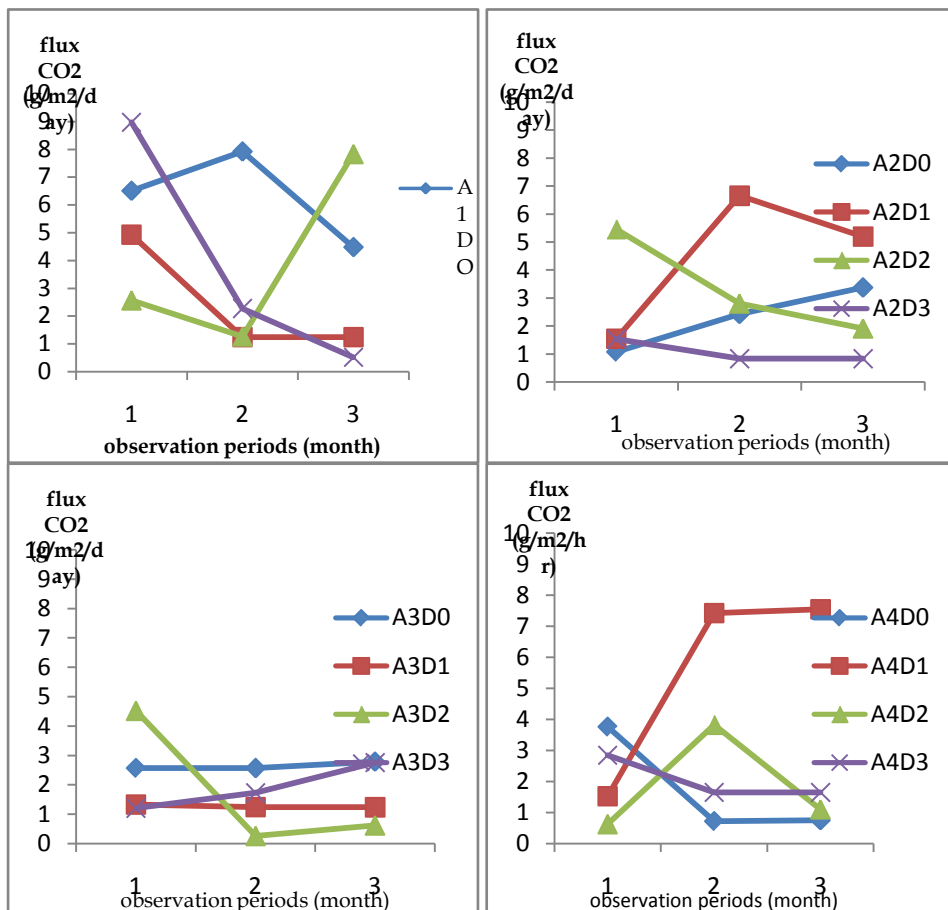 flux
CO2
(g/m2/d
ay)
10
9
8
7
6
5
4
3
2
1
0
A
1
D
O
1 2 3
observation periods (month)
flux
CO2
(g/m2/d
ay)
10
9
8
7
6
5
4
3
2
1
0
A2D0
A2D1
A2D2
A2D3
1 2 3
observation periods (month)
flux
CO2
(g/m2/d
ay)
10
9
8
7
6
5
4
3
2
1
0
A3D0
A3D1
A3D2
A3D3
1 2 3
observation periods (month)
flux
CO2
(g/m2/h
r)
10
9
8
7
6
5
4
3
2
1
0
A4D0
A4D1
A4D2
A4D3
1 2 3
observation periods (month)